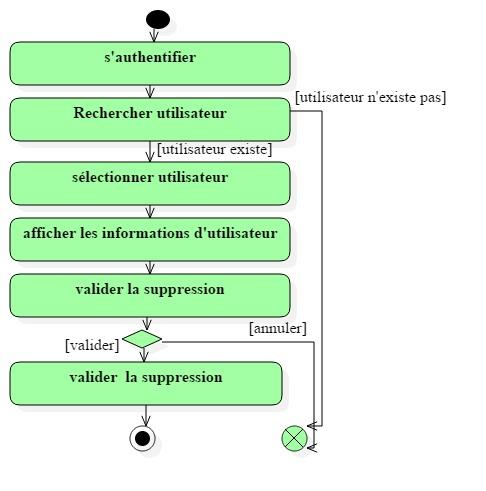 s'authentifier
[utilisateur n'existe pas]
Rechercher utilisateur
[utilisateur existe]
sélectionner utilisateur
afficher les informations d'utilisateur
valider la suppression
[annuler]
[valider]
valider la suppression